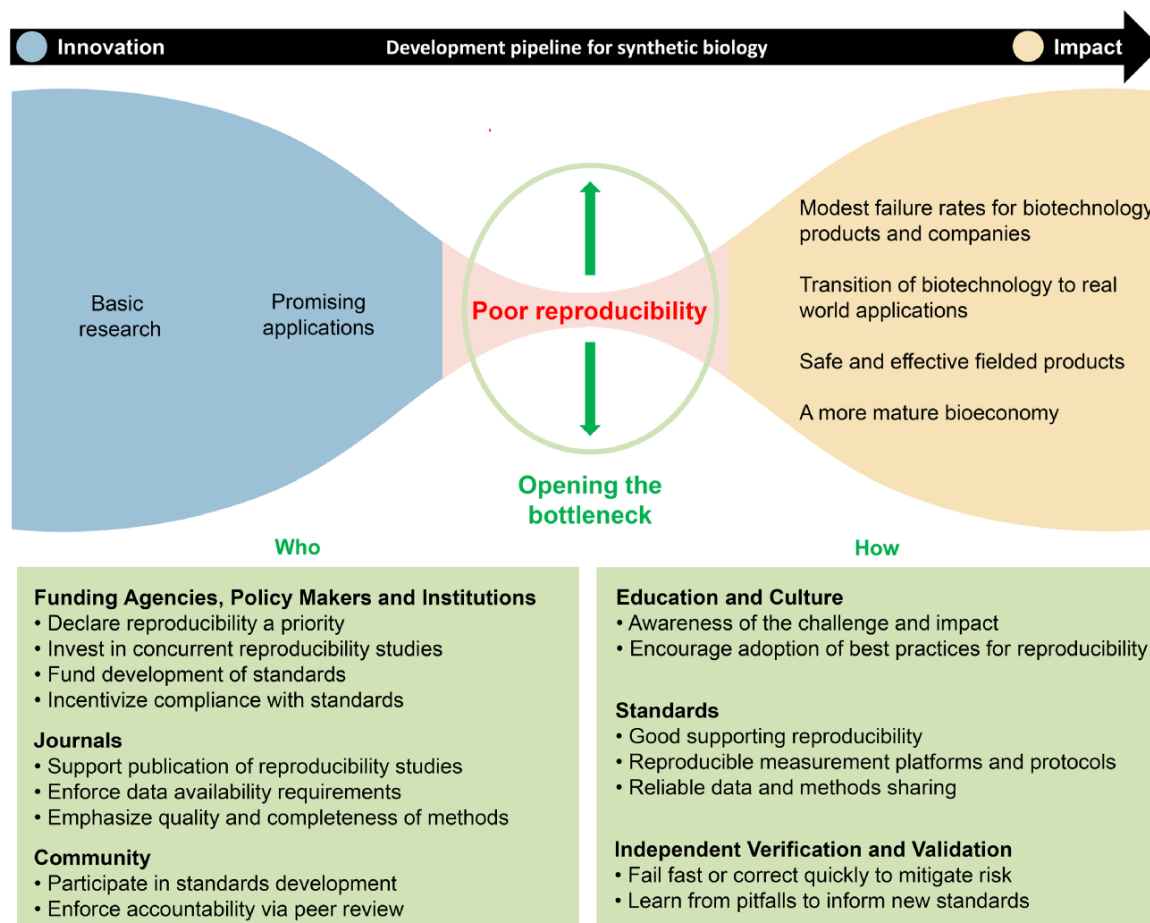 Innovation
Development pipeline for synthetic biology
Impact
Basic
research
Promising
applications
Poor reproducibility
Modest failure rates for biotechnology
products and companies
Transition of biotechnology to real
world applications
Safe and effective fielded products
A more mature bioeconomy
Opening the
bottleneck
Who
Funding Agencies, Policy Makers and Institutions
• Declare reproducibility a priority
• Invest in concurrent reproducibility studies
• Fund development of standards
• Incentivize compliance with standards
Journals
• Support publication of reproducibility studies
• Enforce data availability requirements
• Emphasize quality and completeness of methods
Community
• Participate in standards development
• Enforce accountability via peer review
How
Education and Culture
• Awareness of the challenge and impact
• Encourage adoption of best practices for reproducibility
Standards
• Good supporting reproducibility
• Reproducible measurement platforms and protocols
• Reliable data and methods sharing
Independent Verification and Validation
• Fail fast or correct quickly to mitigate risk
• Learn from pitfalls to inform new standards